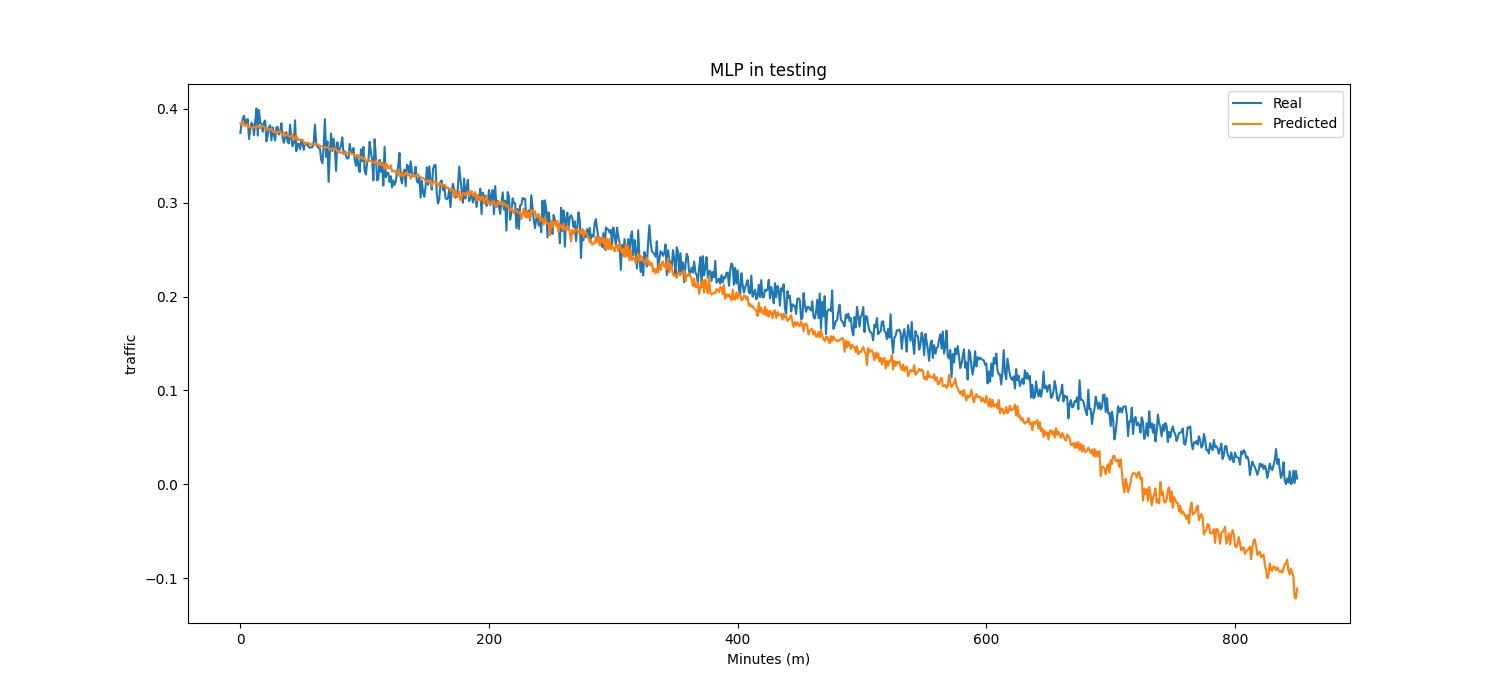 MLP in testing
Real
Predicted
0.4
0.3
0.2
0.1
0.0
−0.1
traffic
0 200 400 600 800
Minutes (m)